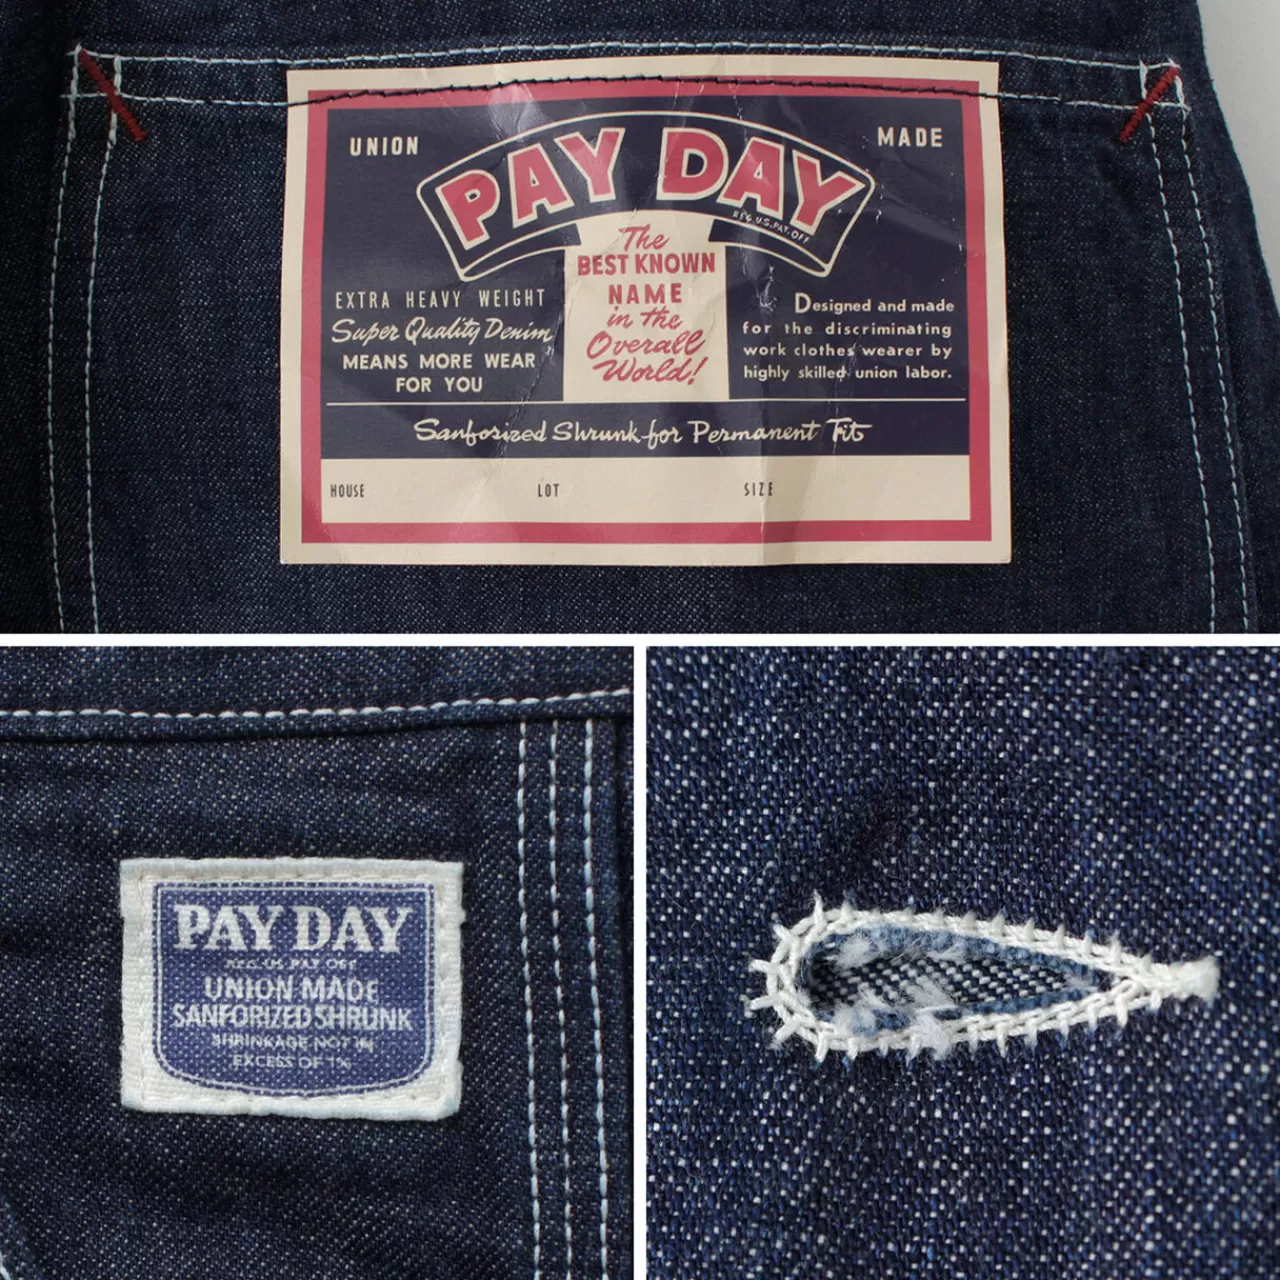 UNION MADE
PAY DAY
REG. U.S. PAT. OFF
The
BEST KNOWN
NAME
in the
Overall
World!
EXTRA HEAVY WEIGHT
Super Quality Denim
MEANS MORE WEAR
FOR YOU
Designed and made
for the discriminating
work clothes wearer by
highly skilled union labor.
Sanforized Shrunk for Permanent Fit
HOUSE LOT SIZE
PAY DAY
REG. US. PAT OFF
UNION MADE
SANFORIZED SHRUNK
SHRINKAGE NOT IN
EXCESS OF 1%